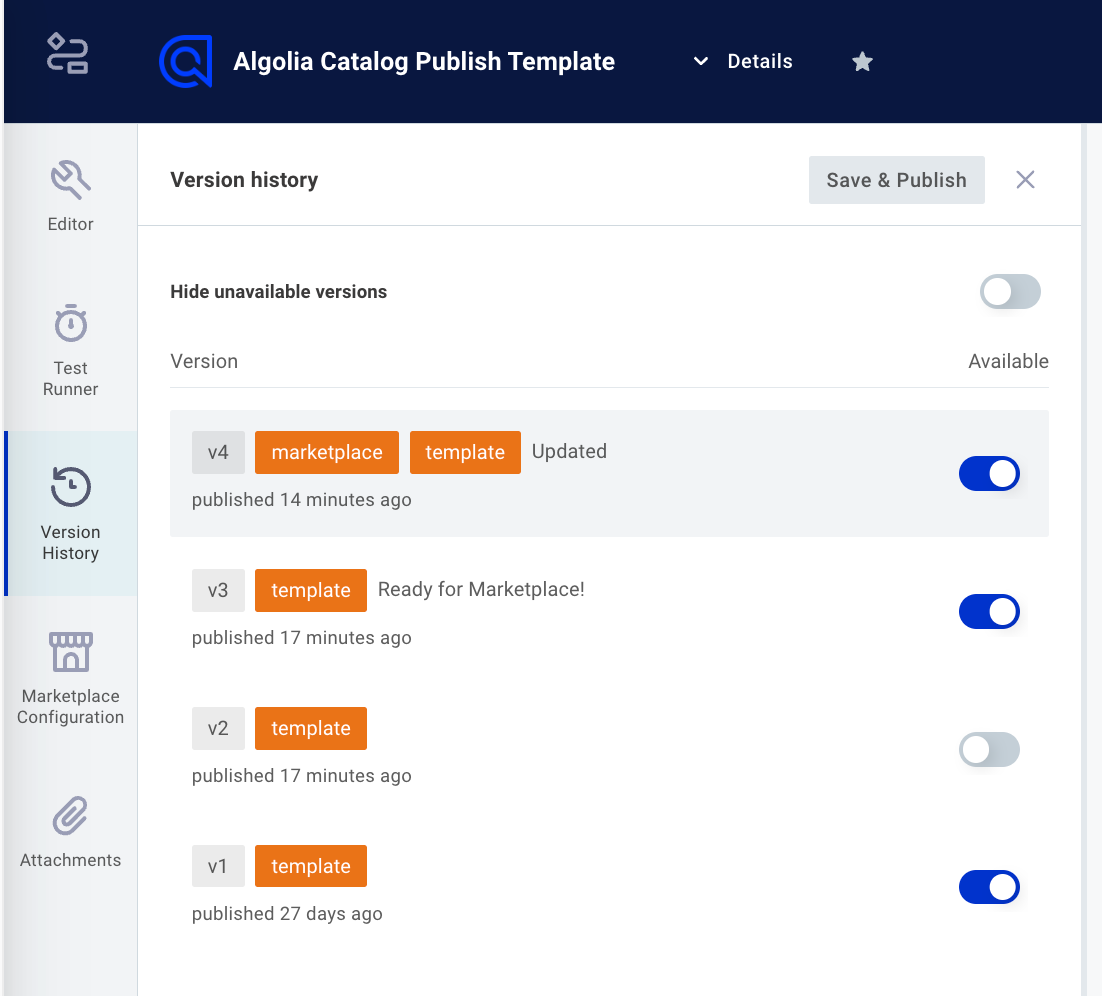 Algolia Catalog Publish Template
Details
Editor
Test
Runner
Version
History
Marketplace
Configuration
Attachments
Version history
Save & Publish
Hide unavailable versions
Version Available
v4 marketplace template Updated
published 14 minutes ago
v3 template Ready for Marketplace!
published 17 minutes ago
v2 template
published 17 minutes ago
v1 template
published 27 days ago